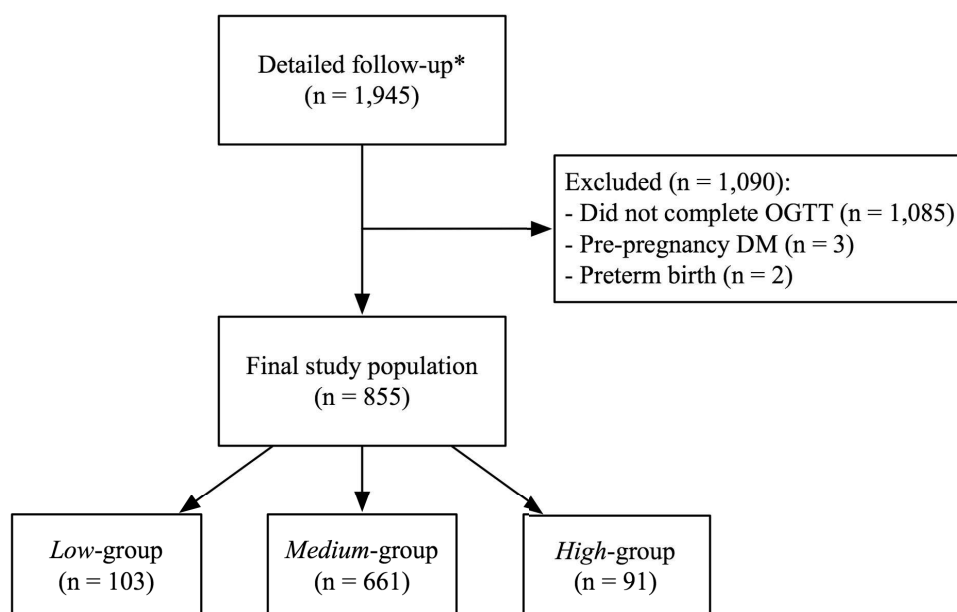 Detailed follow-up*
(n = 1,945)
Excluded (n = 1,090):
- Did not complete OGTT (n = 1,085)
- Pre-pregnancy DM (n = 3)
- Preterm birth (n = 2)
Final study population
(n = 855)
Low-group
(n = 103)
Medium-group
(n = 661)
High-group
(n = 91)